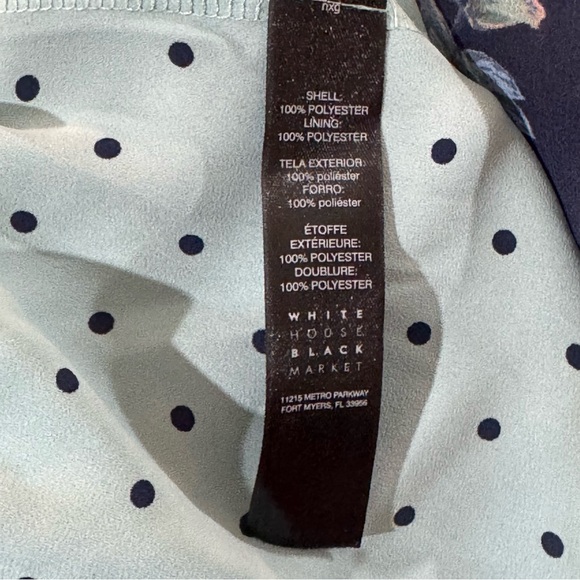 nxg
SHELL:
100% POLYESTER
LINING:
100% POLYESTER
TELA EXTERIOR:
100% poliéster
FORRO:
100% poliéster
ÉTOFFE
EXTÉRIEURE:
100% POLYESTER
DOUBLURE:
100% POLYESTER
WHITE
HOUSE
BLACK
MARKET
11215 METRO PARKWAY
FORT MYERS, FL 33966